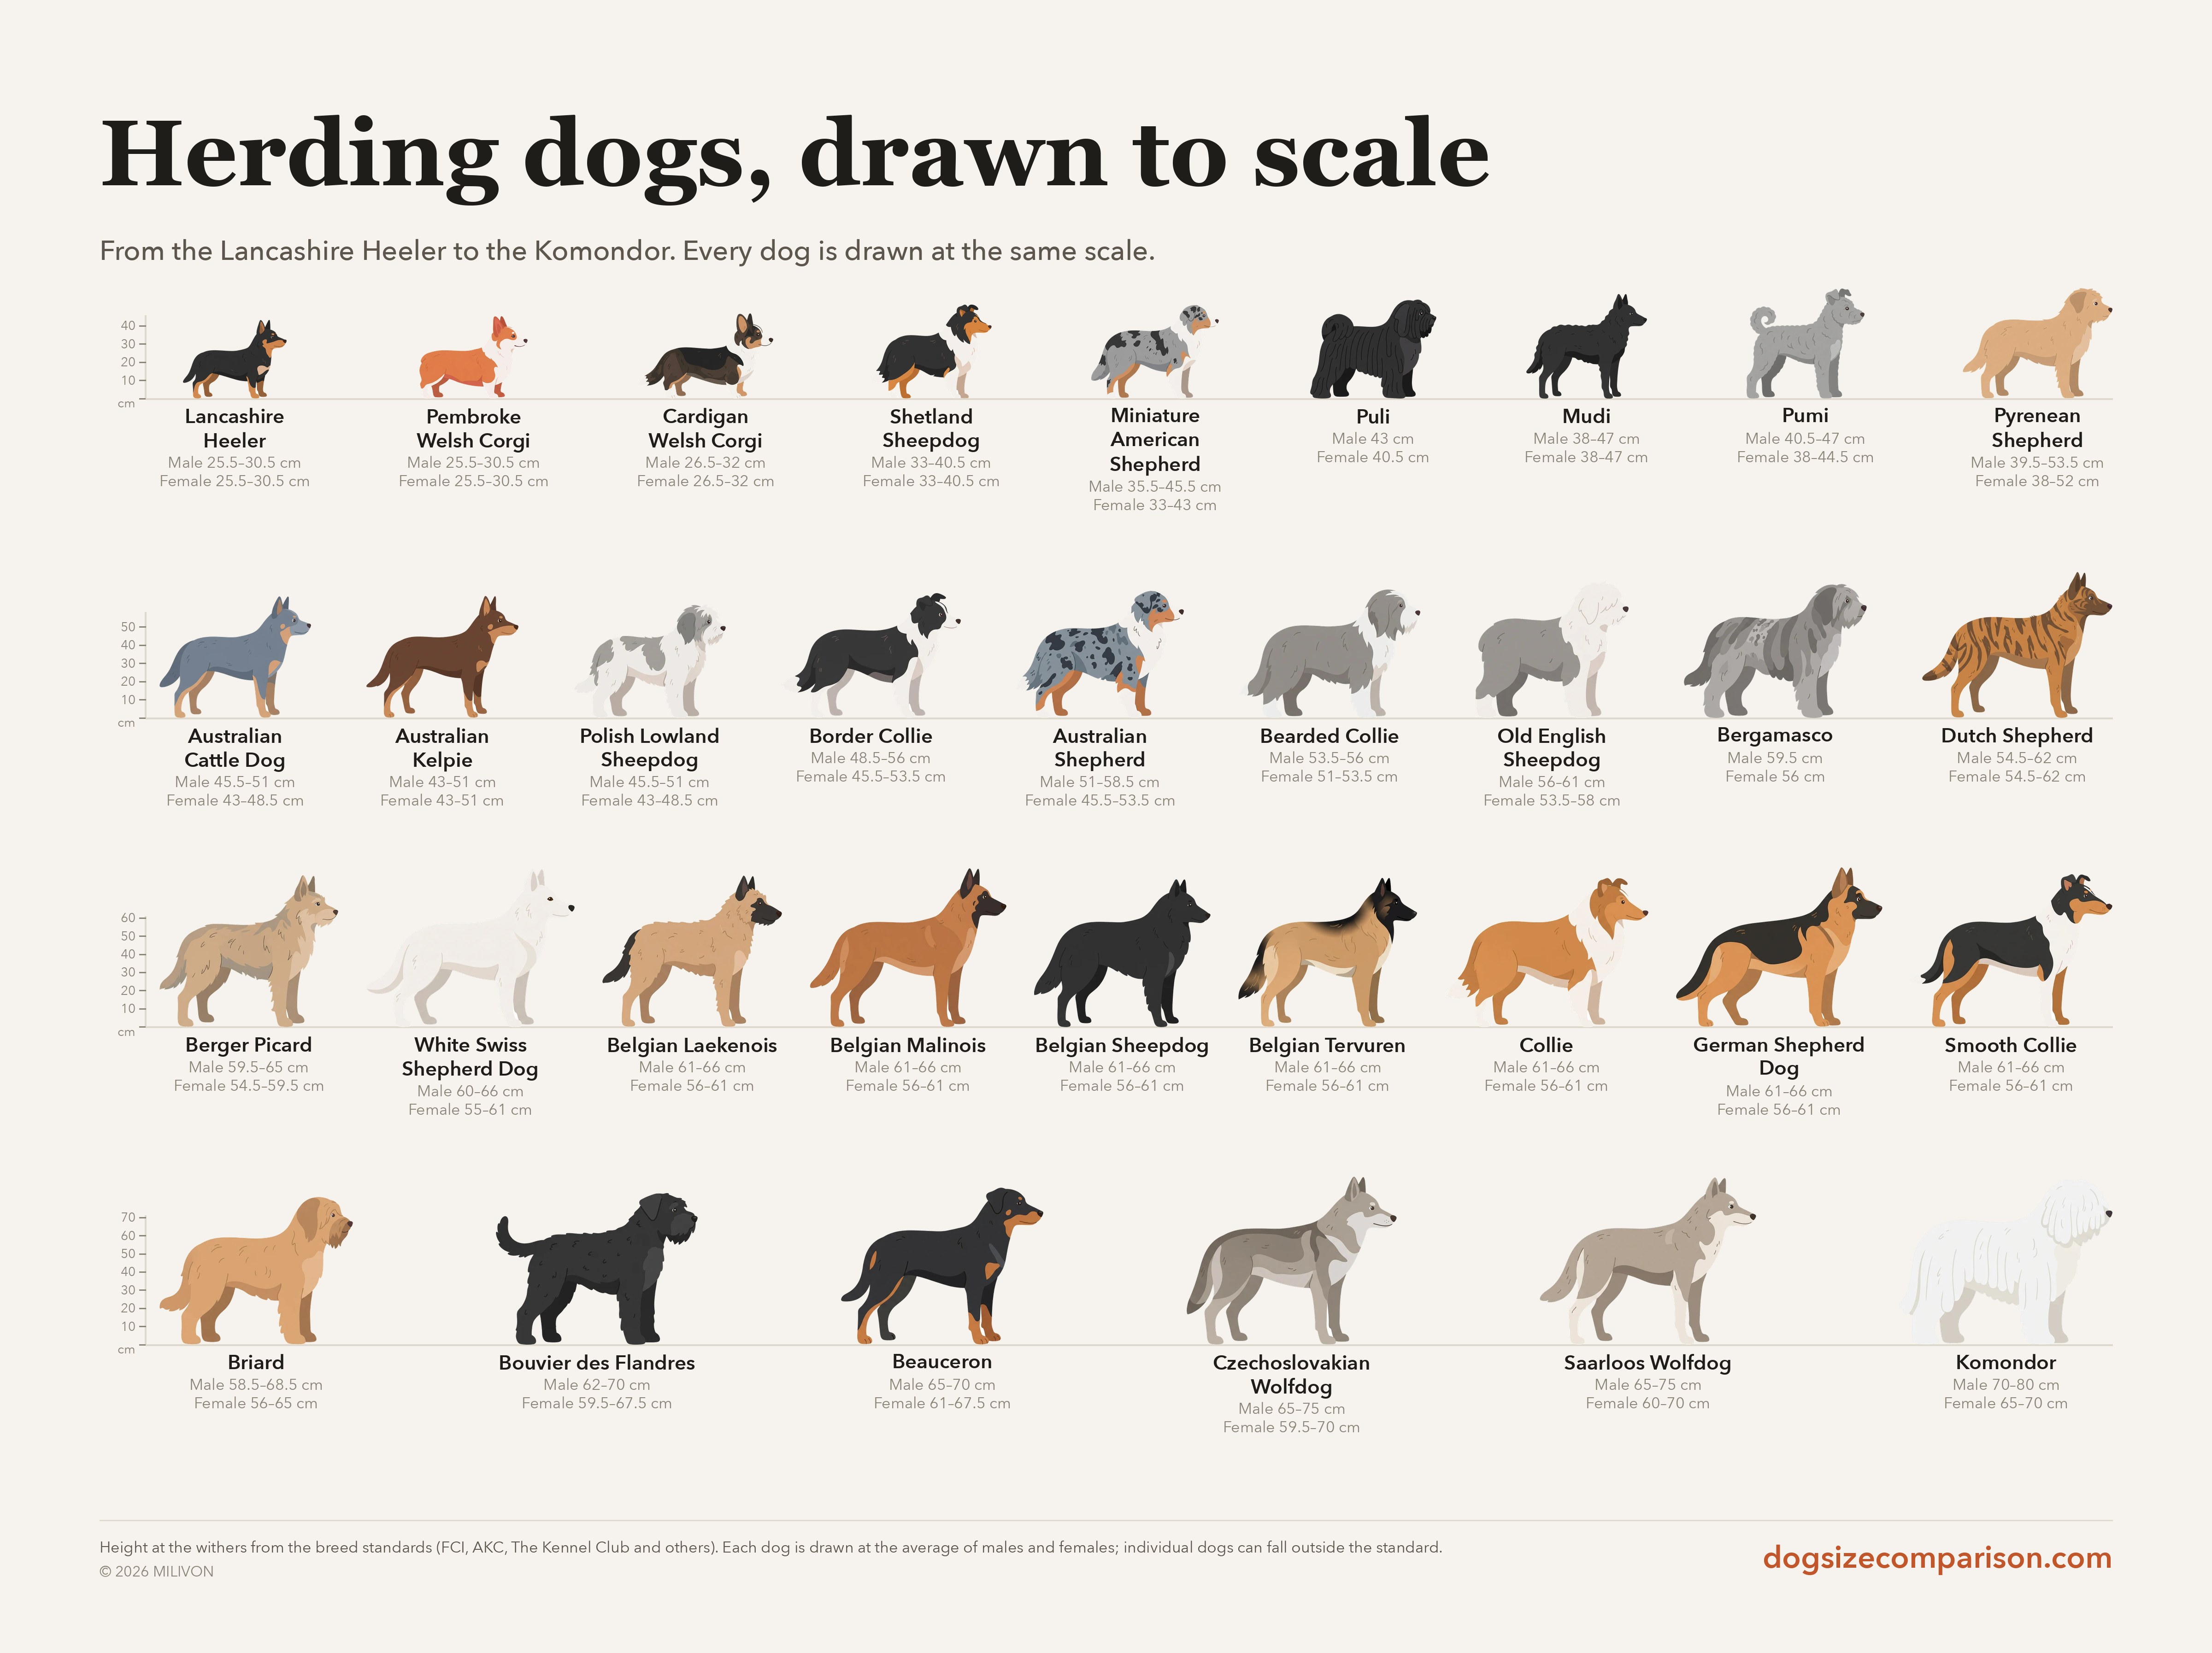 Herding dogs, drawn to scale
From the Lancashire Heeler to the Komondor. Every dog is drawn at the same scale.
40
30
20
10
cm
Lancashire
Heeler
Male 25.5–30.5 cm
Female 25.5–30.5 cm
Pembroke
Welsh Corgi
Male 25.5–30.5 cm
Female 25.5–30.5 cm
Cardigan
Welsh Corgi
Male 26.5–32 cm
Female 26.5–32 cm
Shetland
Sheepdog
Male 33–40.5 cm
Female 33–40.5 cm
Miniature
American
Shepherd
Male 35.5–45.5 cm
Female 33–43 cm
Puli
Male 43 cm
Female 40.5 cm
Mudi
Male 38–47 cm
Female 38–47 cm
Pumi
Male 40.5–47 cm
Female 38–44.5 cm
Pyrenean
Shepherd
Male 39.5–53.5 cm
Female 38–52 cm
50
40
30
20
10
cm
Australian
Cattle Dog
Male 45.5–51 cm
Female 43–48.5 cm
Australian
Kelpie
Male 43–51 cm
Female 43–51 cm
Polish Lowland
Sheepdog
Male 45.5–51 cm
Female 43–48.5 cm
Border Collie
Male 48.5–56 cm
Female 45.5–53.5 cm
Australian
Shepherd
Male 51–58.5 cm
Female 45.5–53.5 cm
Bearded Collie
Male 53.5–56 cm
Female 51–53.5 cm
Old English
Sheepdog
Male 56–61 cm
Female 53.5–58 cm
Bergamasco
Male 59.5 cm
Female 56 cm
Dutch Shepherd
Male 54.5–62 cm
Female 54.5–62 cm
60
50
40
30
20
10
cm
Berger Picard
Male 59.5–65 cm
Female 54.5–59.5 cm
White Swiss
Shepherd Dog
Male 60–66 cm
Female 55–61 cm
Belgian Laekenois
Male 61–66 cm
Female 56–61 cm
Belgian Malinois
Male 61–66 cm
Female 56–61 cm
Belgian Sheepdog
Male 61–66 cm
Female 56–61 cm
Belgian Tervuren
Male 61–66 cm
Female 56–61 cm
Collie
Male 61–66 cm
Female 56–61 cm
German Shepherd
Dog
Male 61–66 cm
Female 56–61 cm
Smooth Collie
Male 61–66 cm
Female 56–61 cm
70
60
50
40
30
20
10
cm
Briard
Male 58.5–68.5 cm
Female 56–65 cm
Bouvier des Flandres
Male 62–70 cm
Female 59.5–67.5 cm
Beauceron
Male 65–70 cm
Female 61–67.5 cm
Czechoslovakian
Wolfdog
Male 65–75 cm
Female 59.5–70 cm
Saarloos Wolfdog
Male 65–75 cm
Female 60–70 cm
Komondor
Male 70–80 cm
Female 65–70 cm
Height at the withers from the breed standards (FCI, AKC, The Kennel Club and others). Each dog is drawn at the average of males and females; individual dogs can fall outside the standard.
© 2026 MILIVON
dogsizecomparison.com